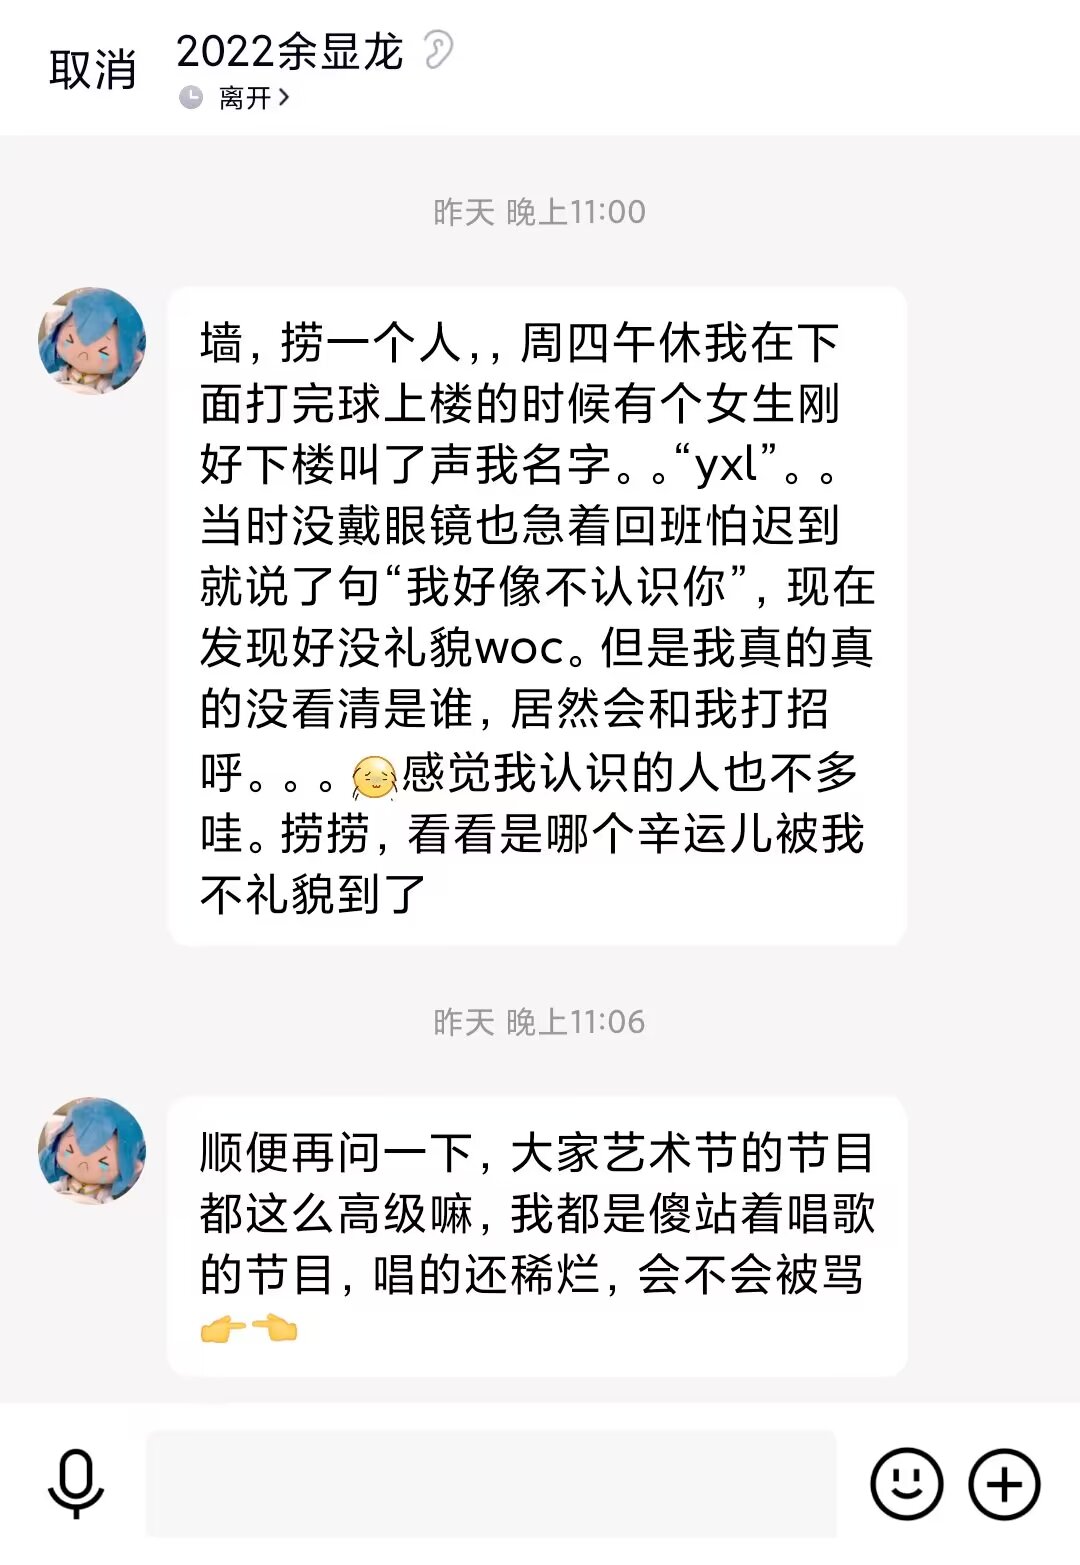 取消
2022余显龙
离开
昨天 晚上11:00
墙，捞一个人，，周四午休我在下
面打完球上楼的时候有个女生刚
好下楼叫了声我名字。。“yxl”。。
当时没戴眼镜也急着回班怕迟到
就说了句“我好像不认识你”，现在
发现好没礼貌woc。但是我真的真
的没看清是谁，居然会和我打招
呼。。。感觉我认识的人也不多
哇。捞捞，看看是哪个辛运儿被我
不礼貌到了
昨天 晚上11:06
顺便再问一下，大家艺术节的节目
都这么高级嘛，我都是傻站着唱歌
的节目，唱的还稀烂，会不会被骂